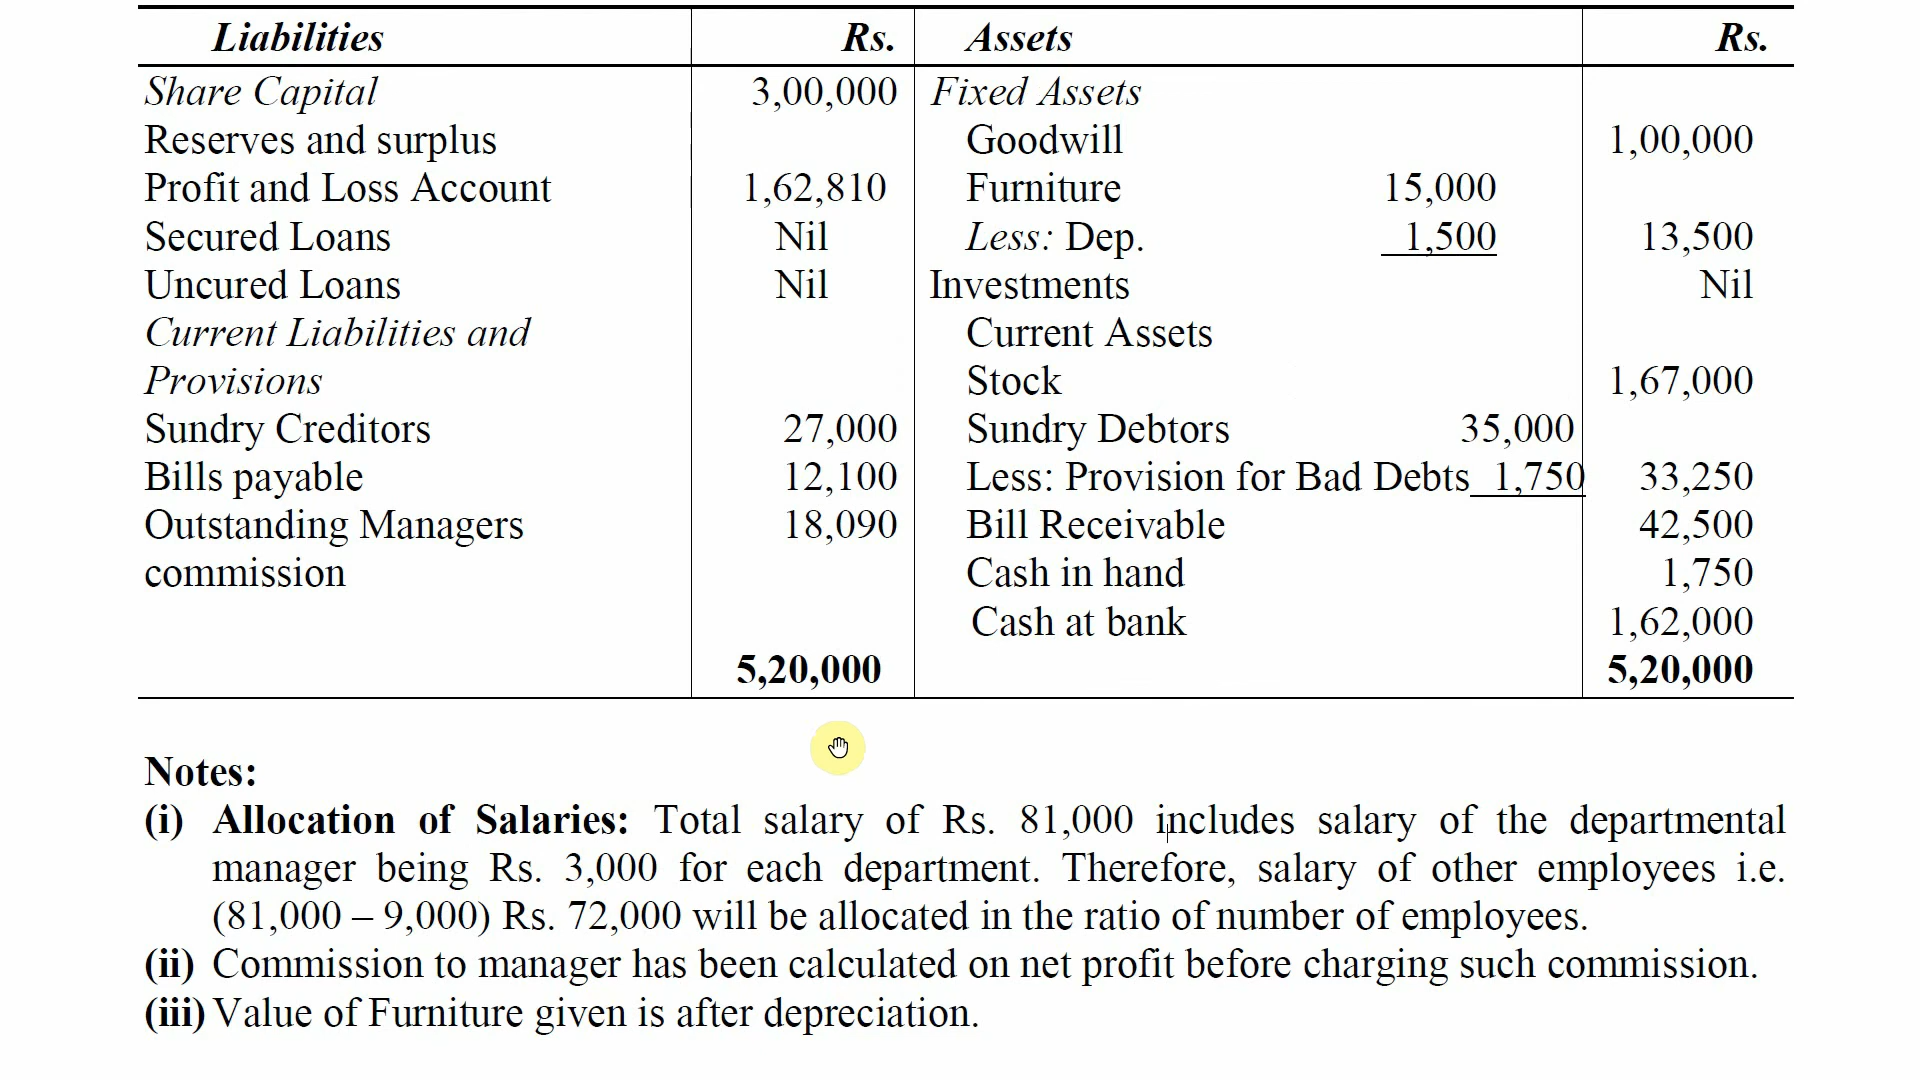 Liabilities Rs. Assets Rs.
Share Capital 3,00,000 Fixed Assets
Reserves and surplus Goodwill 1,00,000
Profit and Loss Account 1,62,810 Furniture 15,000
Secured Loans Nil Less: Dep. 1,500 13,500
Uncured Loans Nil Investments Nil
Current Liabilities and Current Assets
Provisions Stock 1,67,000
Sundry Creditors 27,000 Sundry Debtors 35,000
Bills payable 12,100 Less: Provision for Bad Debts 1,750 33,250
Outstanding Managers 18,090 Bill Receivable 42,500
commission Cash in hand 1,750
Cash at bank 1,62,000
5,20,000 5,20,000
Notes:
(i) Allocation of Salaries: Total salary of Rs. 81,000 includes salary of the departmental
manager being Rs. 3,000 for each department. Therefore, salary of other employees i.e.
(81,000 – 9,000) Rs. 72,000 will be allocated in the ratio of number of employees.
(ii) Commission to manager has been calculated on net profit before charging such commission.
(iii) Value of Furniture given is after depreciation.